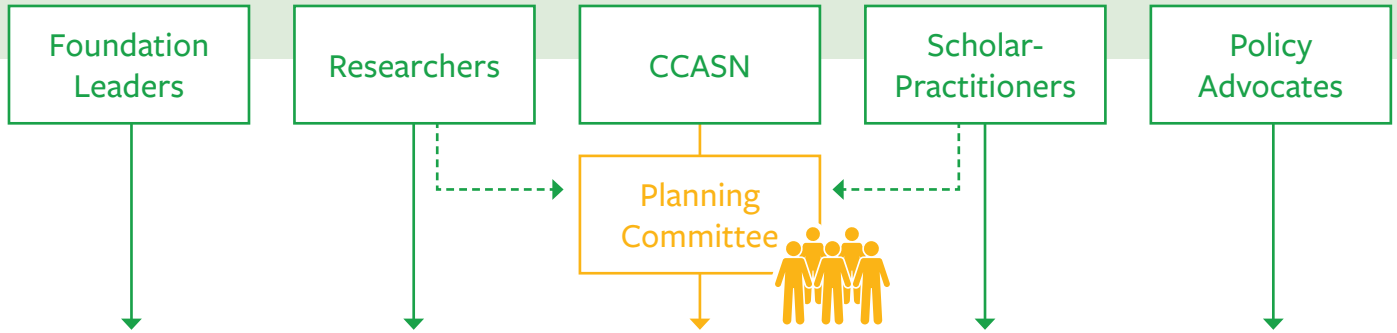 Foundation
Leaders
Researchers
CCASN
Scholar-
Practitioners
Policy
Advocates
Planning
Committee